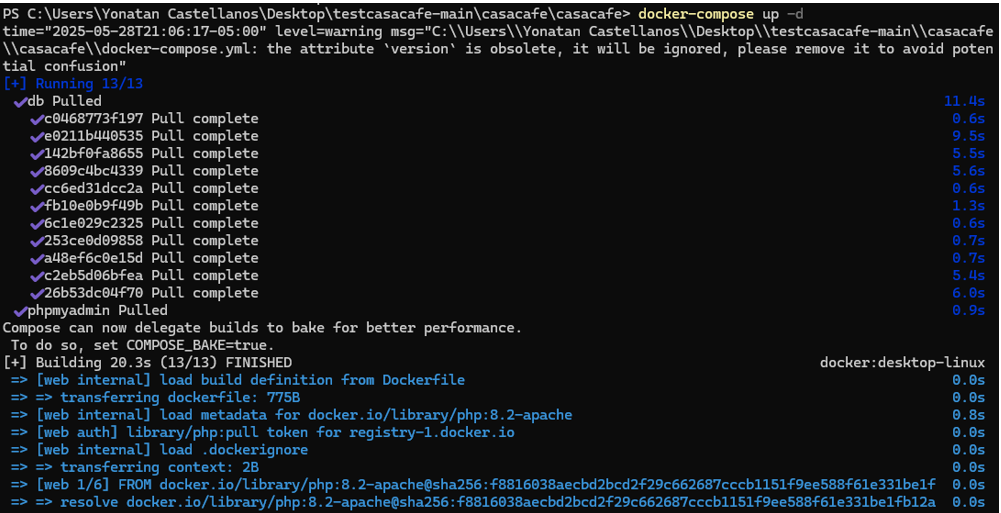 PS C:\Users\Yonatan Castellanos\Desktop\testcasacafe-main\casacafe\casacafe> docker-compose up -d
time="2025-05-28T21:06:17-05:00" level=warning msg="C:\\Users\\Yonatan Castellanos\\Desktop\\testcasacafe-main\\casacafe
\\casacafe\\docker-compose.yml: the attribute `version` is obsolete, it will be ignored, please remove it to avoid poten
tial confusion"
[+] Running 13/13
✔db Pulled 11.4s
✔c0468773f197 Pull complete 0.6s
✔e0211b440535 Pull complete 9.5s
✔142bf0fa8655 Pull complete 5.5s
✔8609c4bc4339 Pull complete 5.6s
✔cc6ed31dcc2a Pull complete 0.6s
✔fb10e0b9f49b Pull complete 1.3s
✔6c1e029c2325 Pull complete 0.6s
✔253ce0d09858 Pull complete 0.7s
✔a48ef6c0e15d Pull complete 0.7s
✔c2eb5d06bfea Pull complete 5.4s
✔26b53dc04f70 Pull complete 6.0s
✔phpmyadmin Pulled 0.9s
Compose can now delegate builds to bake for better performance.
To do so, set COMPOSE_BAKE=true.
[+] Building 20.3s (13/13) FINISHED docker:desktop-linux
=> [web internal] load build definition from Dockerfile 0.0s
=> => transferring dockerfile: 775B 0.0s
=> [web internal] load metadata for docker.io/library/php:8.2-apache 0.8s
=> [web auth] library/php:pull token for registry-1.docker.io 0.0s
=> [web internal] load .dockerignore 0.0s
=> => transferring context: 2B 0.0s
=> [web 1/6] FROM docker.io/library/php:8.2-apache@sha256:f8816038aecbd2bcd2f29c662687cccb1151f9ee588f61e331be1f 0.0s
=> => resolve docker.io/library/php:8.2-apache@sha256:f8816038aecbd2bcd2f29c662687cccb1151f9ee588f61e331be1fb12a 0.0s